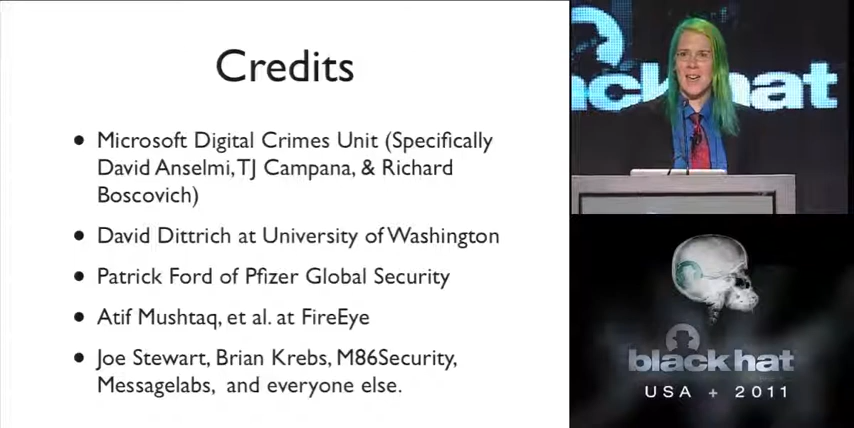 Credits
• Microsoft Digital Crimes Unit (Specifically
David Anselmi, TJ Campana, & Richard
Boscovich)
• David Dittrich at University of Washington
• Patrick Ford of Pfizer Global Security
• Atif Mushtaq, et al. at FireEye
• Joe Stewart, Brian Krebs, M86Security,
Messagelabs, and everyone else.
ack hat
black hat
USA + 2011